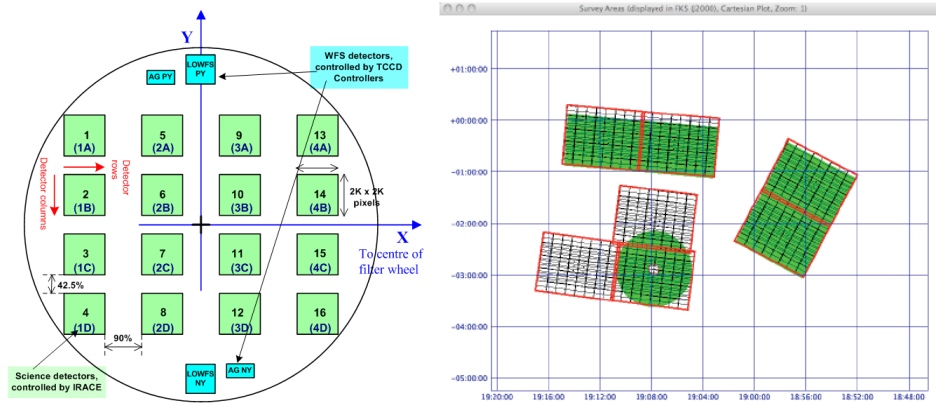 Y
LOWFS
PY
AG PY
WFS detectors,
controlled by TCCD
Controllers
1
(1A)
5
(2A)
9
(3A)
13
(4A)
Detector columns
Detector
rows
2
(1B)
6
(2B)
10
(3B)
14
(4B)
2K x 2K
pixels
X
To centre of
filter wheel
3
(1C)
7
(2C)
11
(3C)
15
(4C)
42.5%
4
(1D)
8
(2D)
12
(3D)
16
(4D)
90%
Science detectors,
controlled by IRACE
LOWFS
NY
AG NY
Survey Areas (displayed in FK5 (J2000), Cartesian Plot, Zoom: 1)
+01:00:00
+00:00:00
-01:00:00
-02:00:00
-03:00:00
-04:00:00
-05:00:00
19:20:00 19:16:00 19:12:00 19:08:00 19:04:00 19:00:00 18:56:00 18:52:00 18:48:00